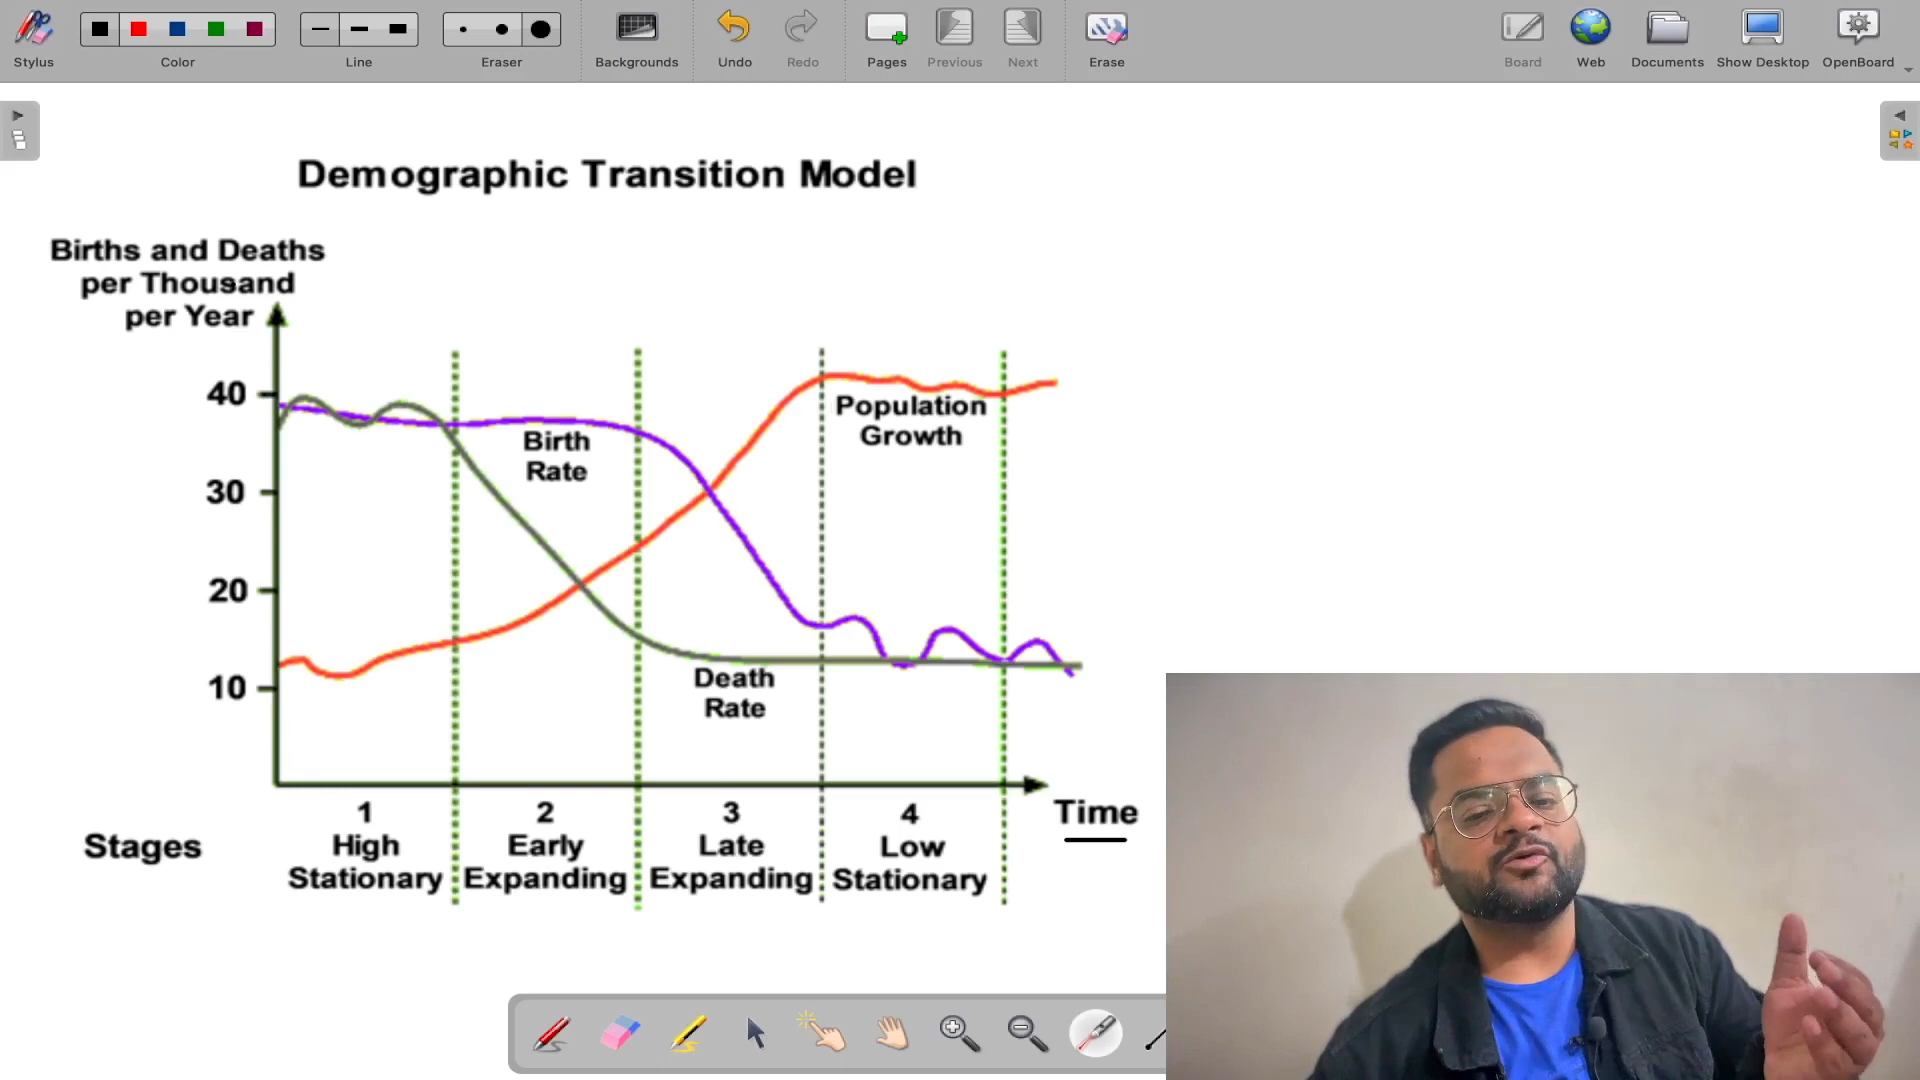 Stylus
Color
Line
Eraser
Backgrounds
Undo
Redo
Pages
Previous
Next
Erase
Board
Web
Documents
Show Desktop
OpenBoard
Demographic Transition Model
Births and Deaths
per Thousand
per Year
40
30
20
10
Birth
Rate
Population
Growth
Death
Rate
Time
Stages
1
High
Stationary
2
Early
Expanding
3
Late
Expanding
4
Low
Stationary